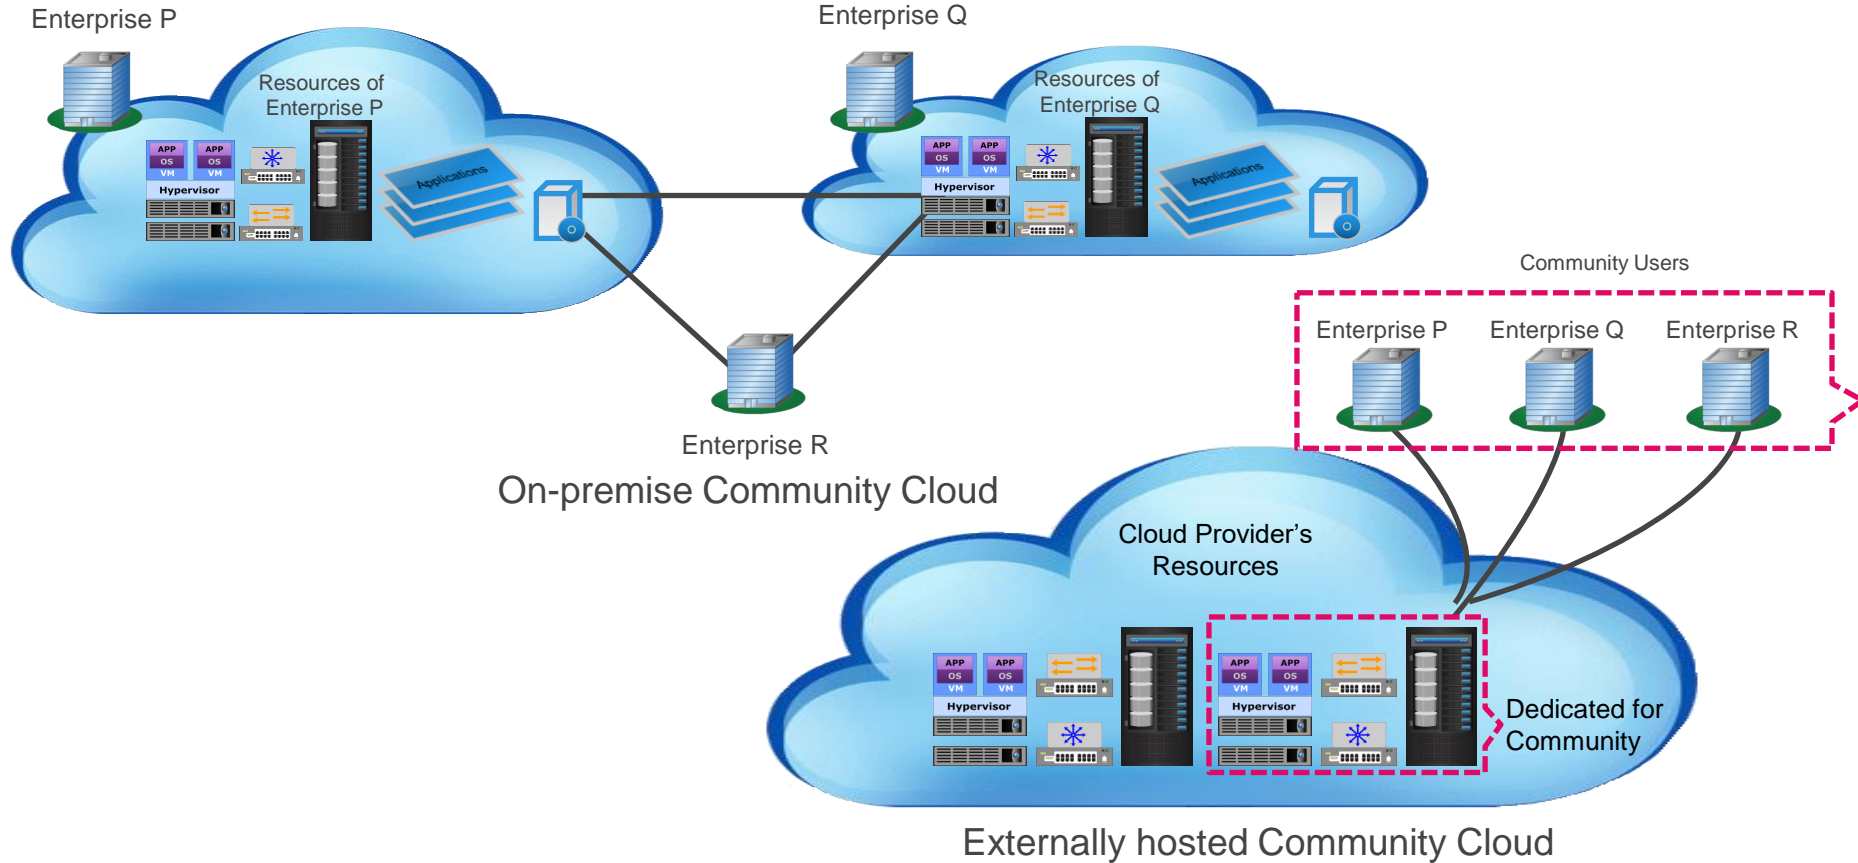 Enterprise P
Enterprise Q
Resources of
Enterprise P
Resources of
Enterprise Q
APP APP
OS OS
VM VM
Hypervisor
Applications
APP APP
OS OS
VM VM
Hypervisor
Applications
Community Users
Enterprise P Enterprise Q Enterprise R
Enterprise R
On-premise Community Cloud
Cloud Provider’s
Resources
APP APP
OS OS
VM VM
Hypervisor
APP APP
OS OS
VM VM
Hypervisor
Dedicated for
Community
Externally hosted Community Cloud